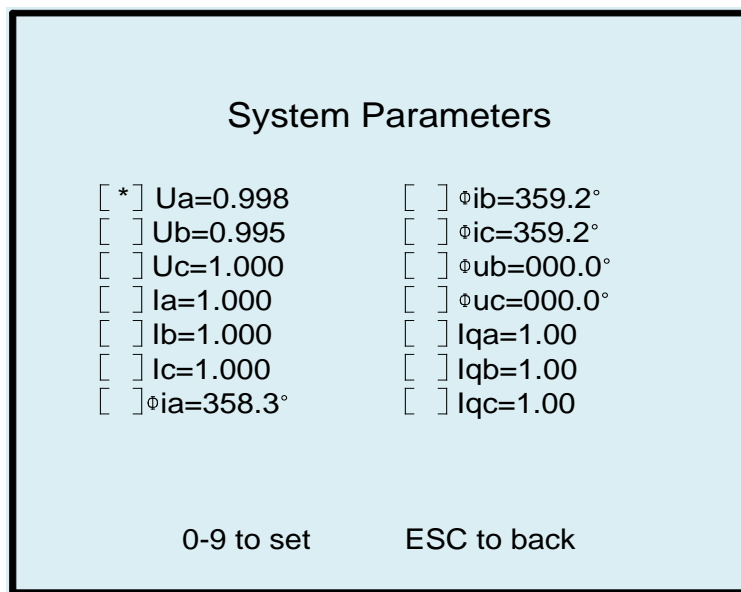 System Parameters
[ *] Ua=0.998
[ ] Ub=0.995
[ ] Uc=1.000
[ ] Ia=1.000
[ ] Ib=1.000
[ ] Ic=1.000
[ ]Φia=358.3°
[ ] Φib=359.2°
[ ] Φic=359.2°
[ ] Φub=000.0°
[ ] Φuc=000.0°
[ ] Iqa=1.00
[ ] Iqb=1.00
[ ] Iqc=1.00
0-9 to set ESC to back